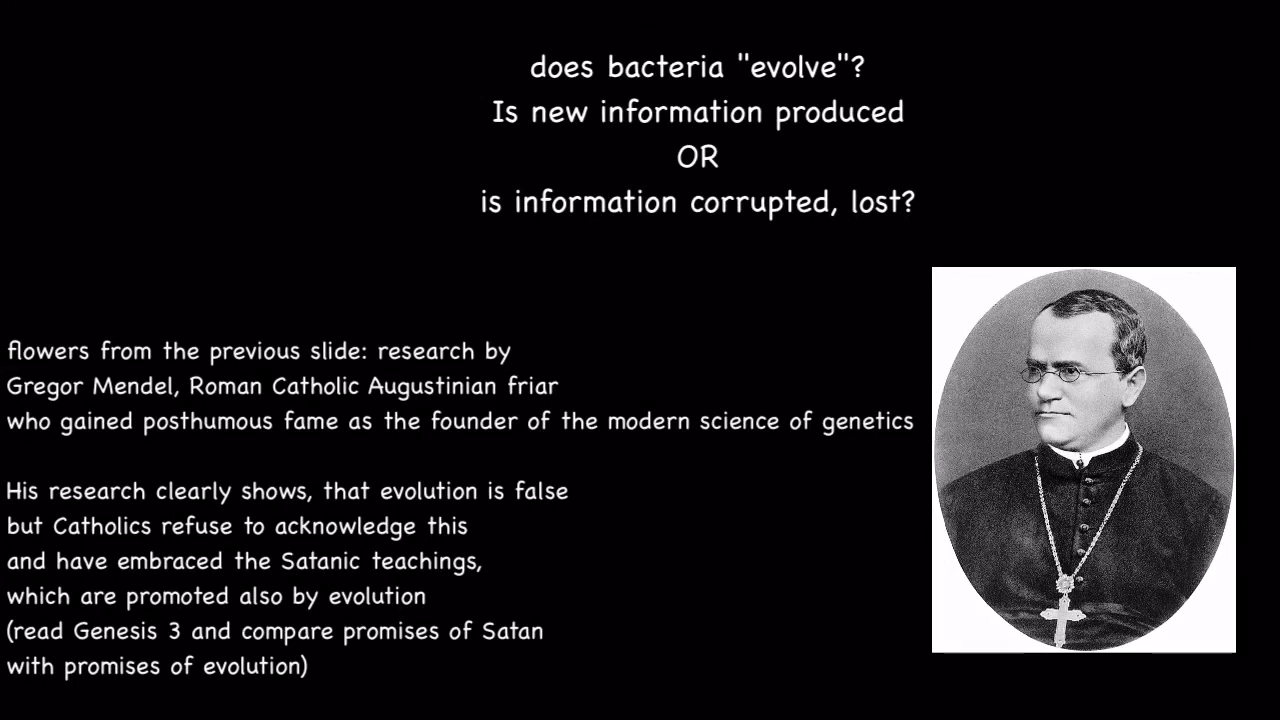 does bacteria "evolve"?
Is new information produced
OR
is information corrupted, lost?
flowers from the previous slide: research by
Gregor Mendel, Roman Catholic Augustinian friar
who gained posthumous fame as the founder of the modern science of genetics
His research clearly shows, that evolution is false
but Catholics refuse to acknowledge this
and have embraced the Satanic teachings,
which are promoted also by evolution
(read Genesis 3 and compare promises of Satan
with promises of evolution)